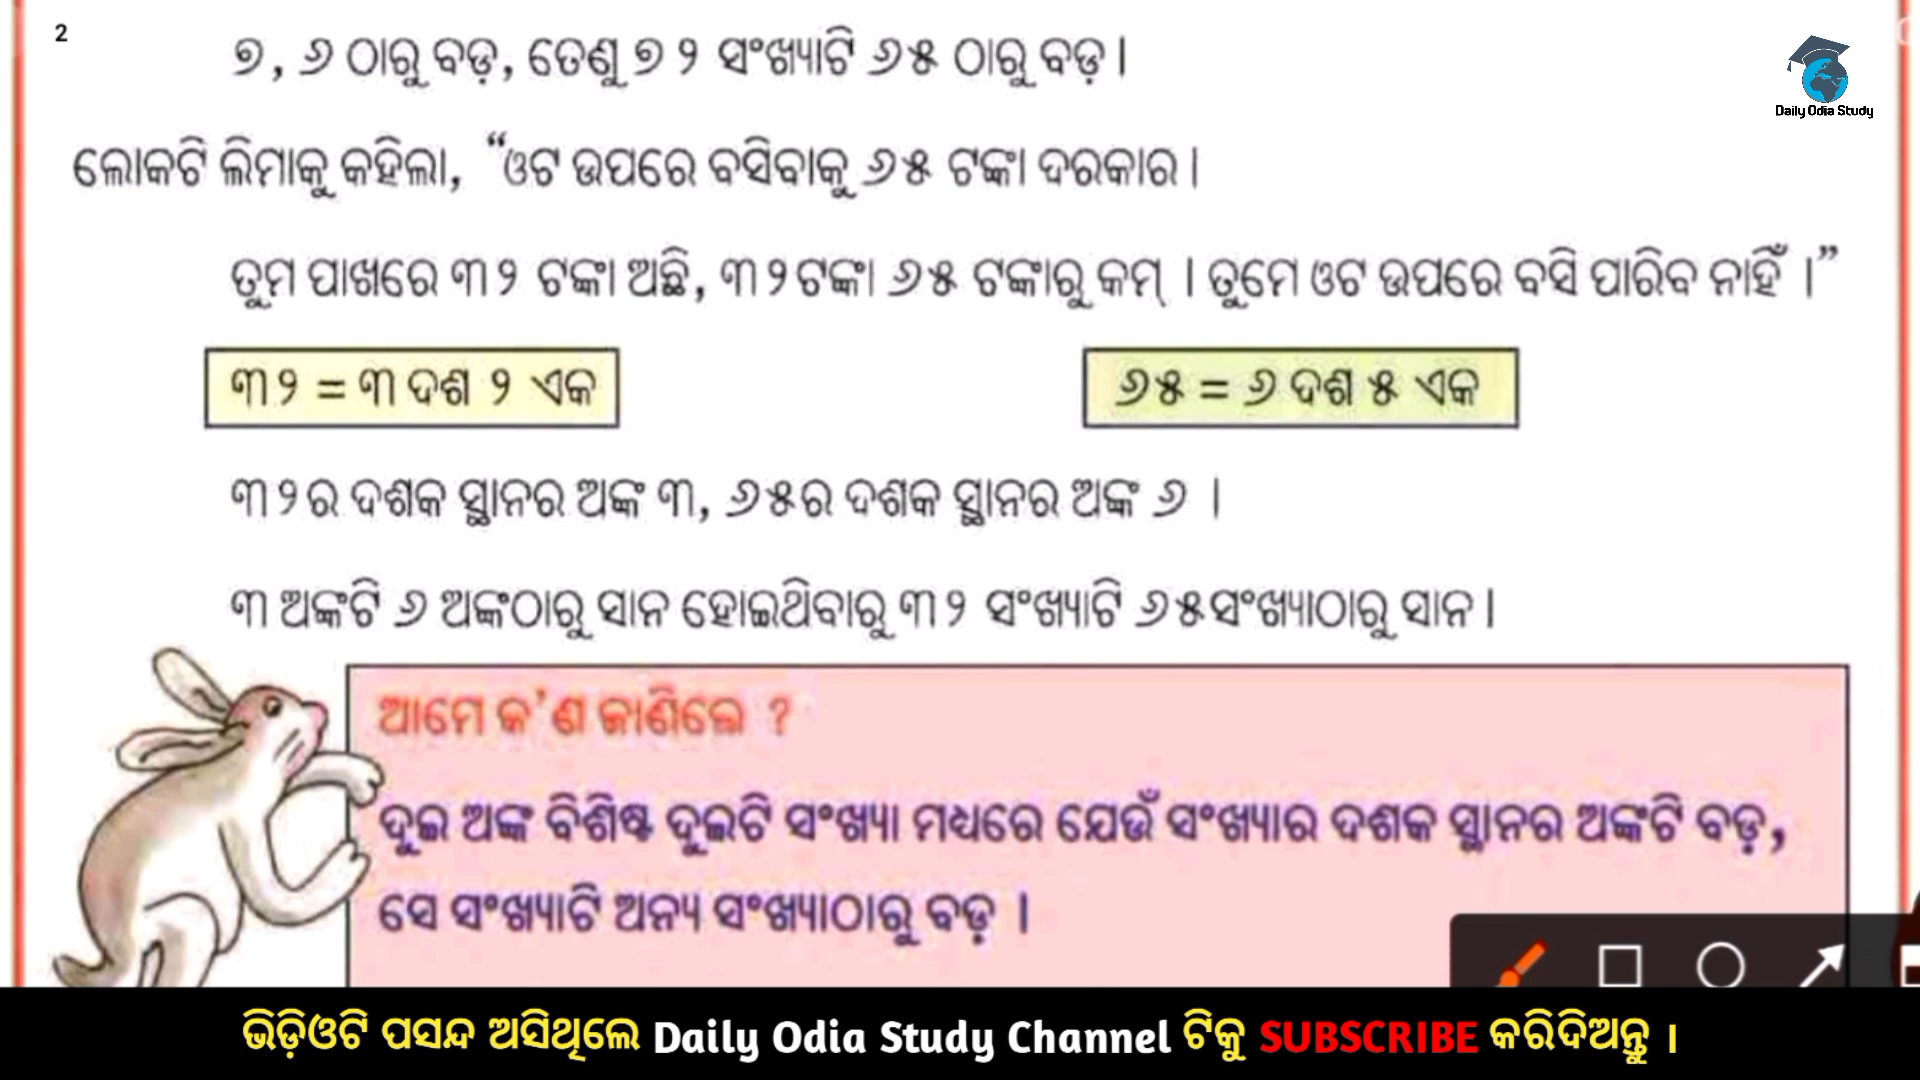 2
୭, ୬ ଠାରୁ ବଡ଼, ତେଣୁ ୭୨ ସଂଖ୍ୟାଟି ୬୫ ଠାରୁ ବଡ଼।
Daily Odia Study
ଲୋକଟି ଲିମାକୁ କହିଲା, “ଓଟ ଉପରେ ବସିବାକୁ ୬୫ ଟଙ୍କା ଦରକାର।
ତୁମ ପାଖରେ ୩୨ ଟଙ୍କା ଅଛି, ୩୨ଟଙ୍କା ୬୫ ଟଙ୍କାରୁ କମ୍ । ତୁମେ ଓଟ ଉପରେ ବସି ପାରିବ ନାହିଁ ।”
୩୨ = ୩ ଦଶ ୨ ଏକ
୬୫ = ୬ ଦଶ ୫ ଏକ
୩୨ର ଦଶକ ସ୍ଥାନର ଅଙ୍କ ୩, ୬୫ର ଦଶକ ସ୍ଥାନର ଅଙ୍କ ୬ ।
୩ ଅଙ୍କଟି ୬ ଅଙ୍କଠାରୁ ସାନ ହୋଇଥିବାରୁ ୩୨ ସଂଖ୍ୟାଟି ୬୫ସଂଖ୍ୟାଠାରୁ ସାନ।
ଆମେ କ'ଣ ଜାଣିଲେ ?
ଦୁଇ ଅଙ୍କ ବିଶିଷ୍ଟ ଦୁଇଟି ସଂଖ୍ୟା ମଧ୍ୟରେ ଯେଉଁ ସଂଖ୍ୟାର ଦଶକ ସ୍ଥାନର ଅଙ୍କଟି ବଡ଼,
ସେ ସଂଖ୍ୟାଟି ଅନ୍ୟ ସଂଖ୍ୟାଠାରୁ ବଡ଼ ।
ଭିଡ଼ିଓଟି ପସନ୍ଦ ଅସିଥିଲେ Daily Odia Study Channel ଟିକୁ SUBSCRIBE କରିଦିଅନ୍ତୁ ।